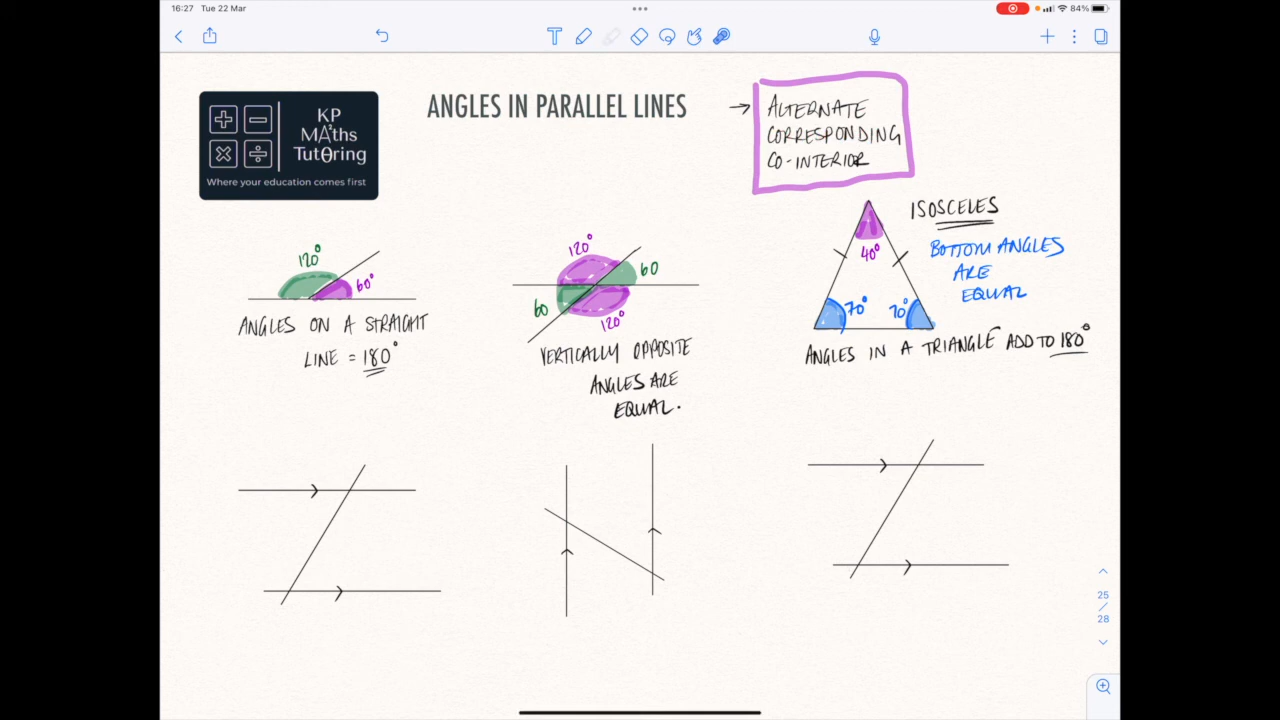 16:27 Tue 22 Mar
84%
ANGLES IN PARALLEL LINES
→ ALTERNATE
CORRESPONDING
CO-INTERIOR
KP
MA²ths
Tutθring
Where your education comes first
120°
60°
ANGLES ON A STRAIGHT
LINE = 180°
120°
60
60
120°
VERTICALLY OPPOSITE
ANGLES ARE
EQUAL.
ISOSCELES
40°
BOTTOM ANGLES
ARE
EQUAL
70°
70°
ANGLES IN A TRIANGLE ADD TO 180°
25
/
28